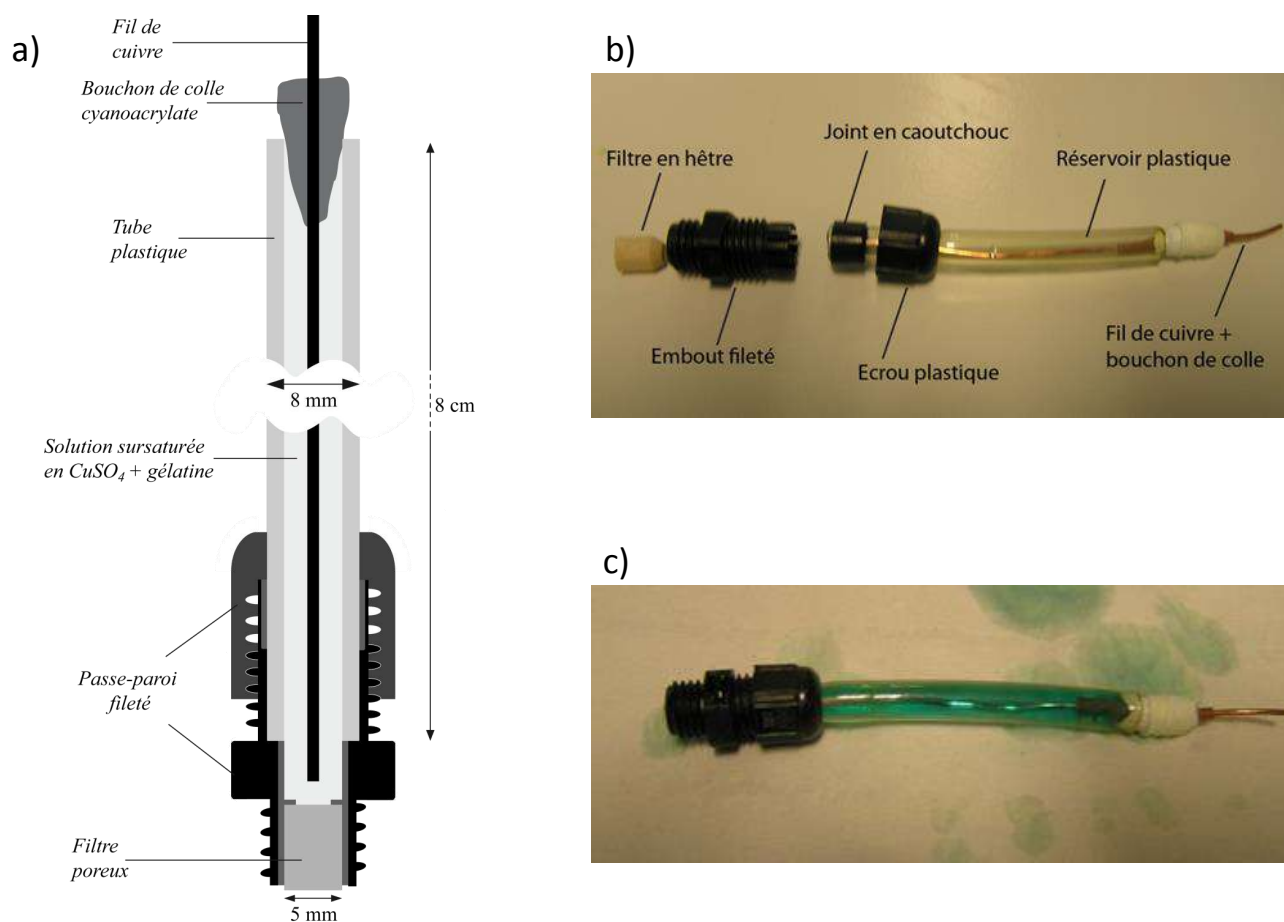 a)
Fil de
cuivre
Bouchon de colle
cyanoacrylate
Tube
plastique
8 mm
8 cm
Solution sursaturée
en CuSO₄ + gélatine
Passe-paroi
fileté
Filtre
poreux
5 mm
b)
Joint en caoutchouc
Filtre en hêtre
Réservoir plastique
Embout fileté
Ecrou plastique
Fil de cuivre +
bouchon de colle
c)